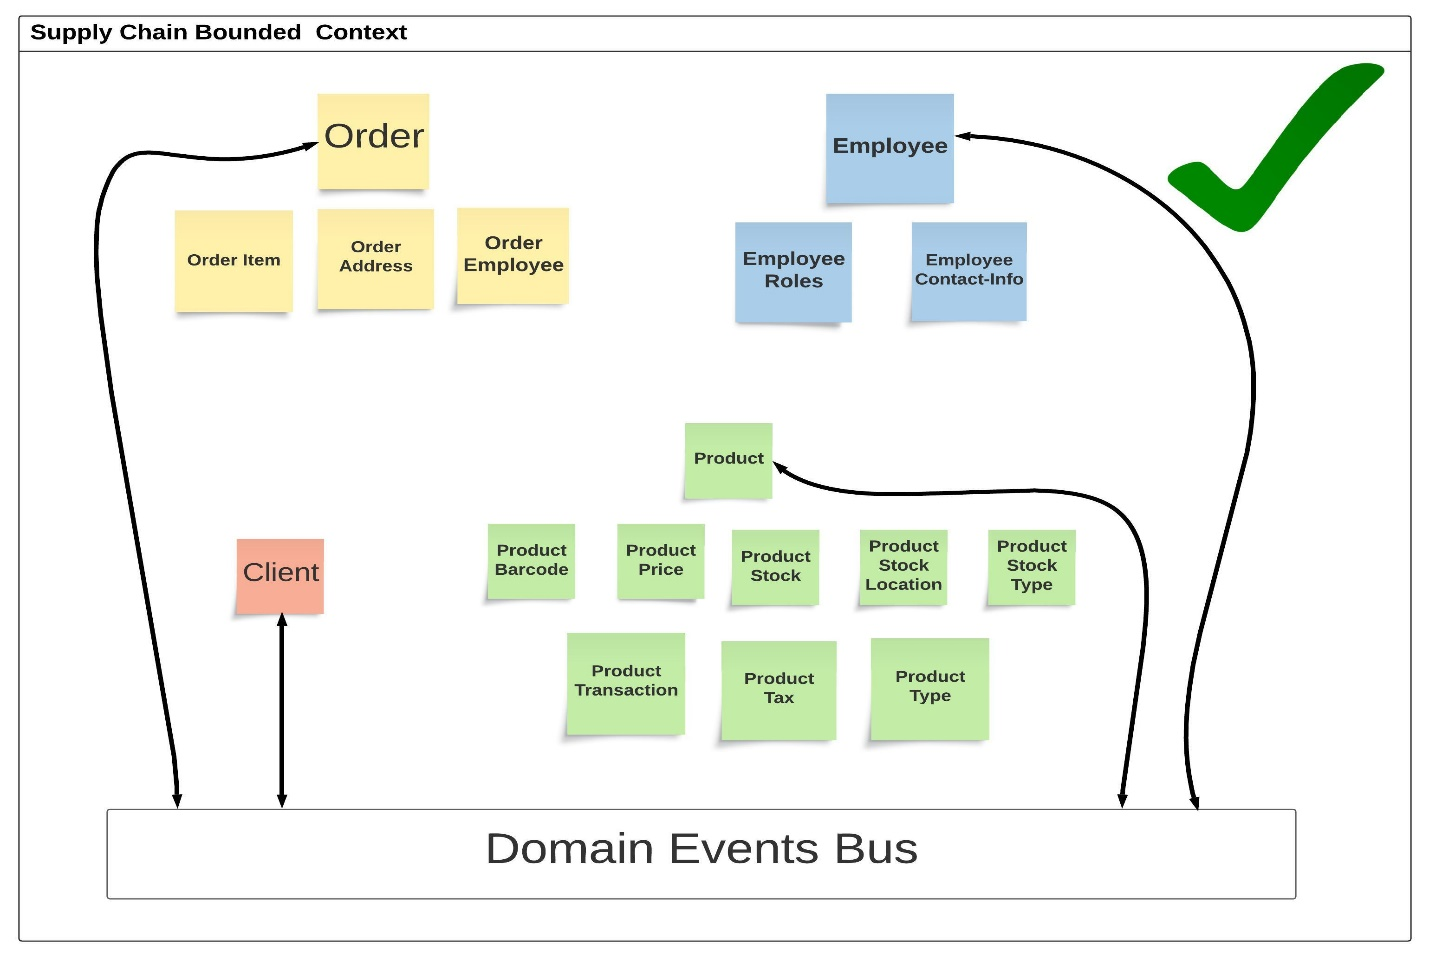 Supply Chain Bounded  Context
Order
Employee
Order Item
Order
Address
Order
Employee
Employee
Roles
Employee
Contact-Info
Product
Client
Product
Barcode
Product
Price
Product
Stock
Product
Stock
Location
Product
Stock
Type
Product
Transaction
Product
Tax
Product
Type
Domain Events Bus